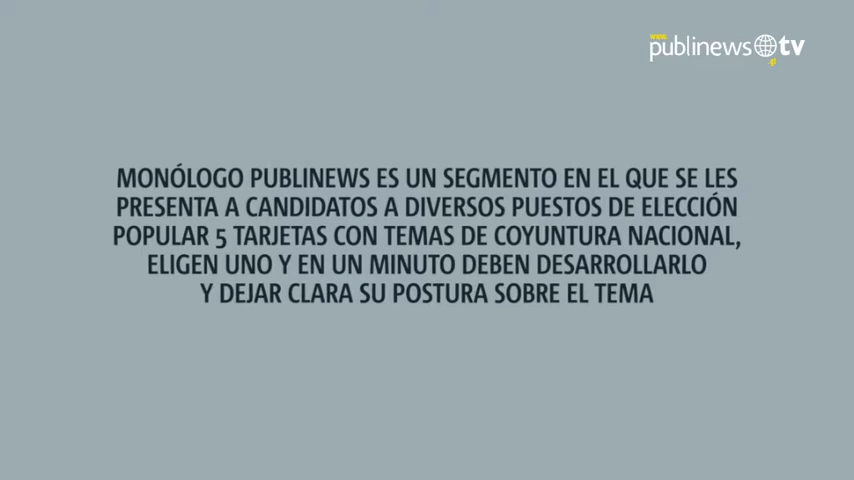 www.
publinews tv
.gt
MONÓLOGO PUBLINEWS ES UN SEGMENTO EN EL QUE SE LES
PRESENTA A CANDIDATOS A DIVERSOS PUESTOS DE ELECCIÓN
POPULAR 5 TARJETAS CON TEMAS DE COYUNTURA NACIONAL,
ELIGEN UNO Y EN UN MINUTO DEBEN DESARROLLARLO
Y DEJAR CLARA SU POSTURA SOBRE EL TEMA